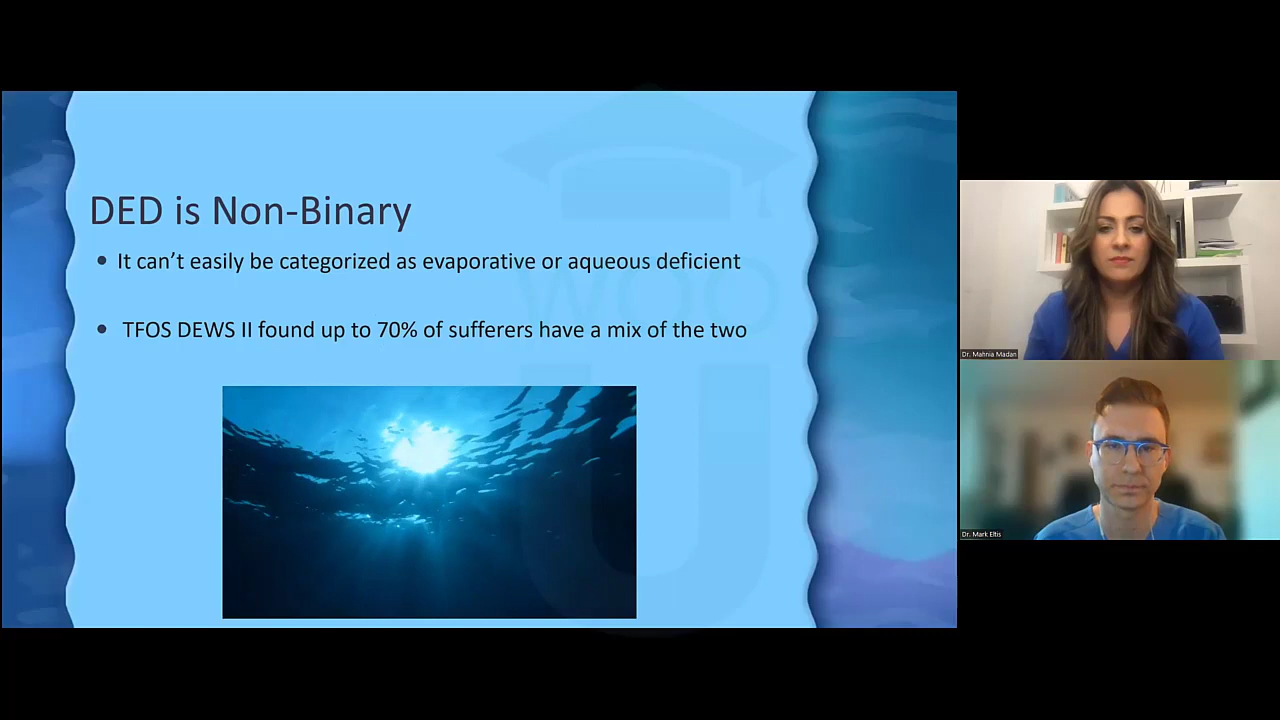 DED is Non-Binary
• It can’t easily be categorized as evaporative or aqueous deficient
• TFOS DEWS II found up to 70% of sufferers have a mix of the two
WOO
U
Dr. Mahnia Madan
Dr. Mark Eltis